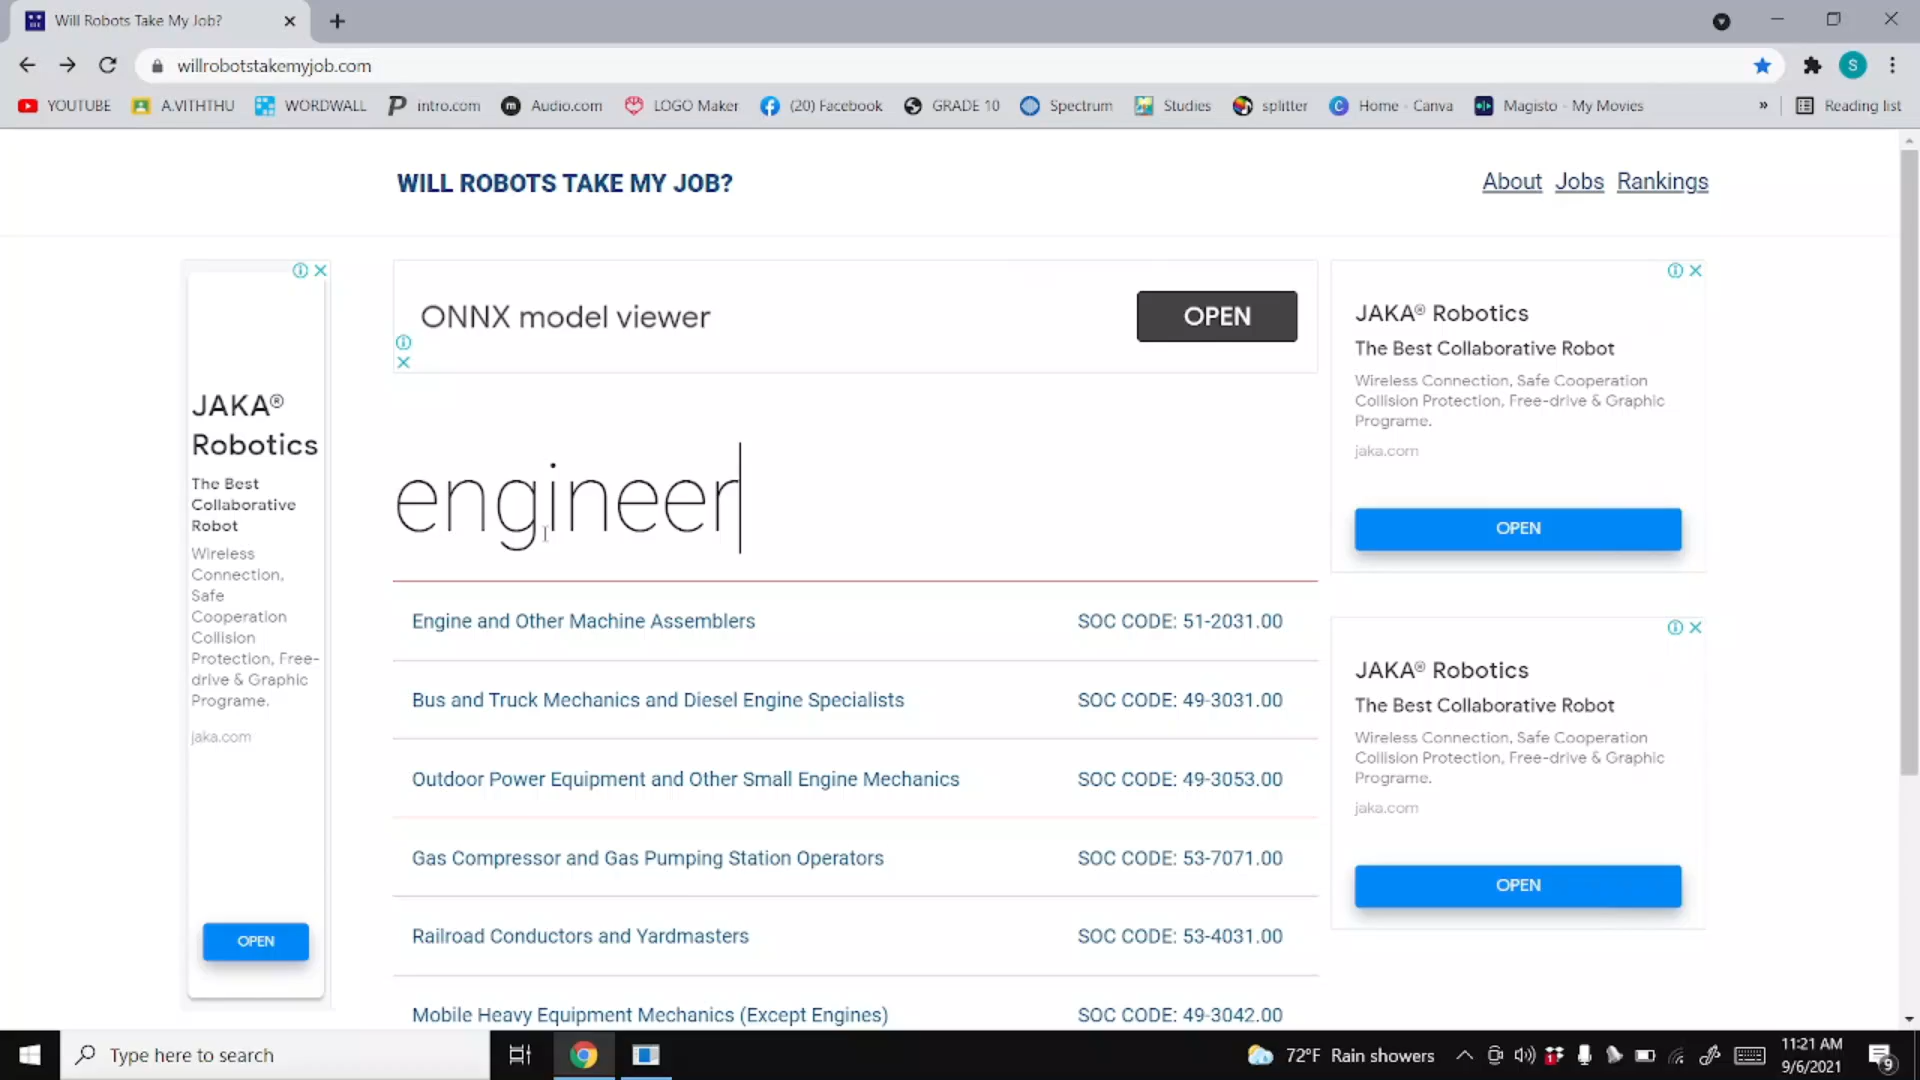 Will Robots Take My Job?
willrobotstakemyjob.com
S
YOUTUBE A.VITHTHU WORDWALL intro.com Audio.com LOGO Maker (20) Facebook GRADE 10 Spectrum Studies splitter Home - Canva Magisto - My Movies » Reading list
WILL ROBOTS TAKE MY JOB?
About Jobs Rankings
JAKA®
Robotics
The Best
Collaborative
Robot
Wireless
Connection,
Safe
Cooperation
Collision
Protection, Free-
drive & Graphic
Programe.
jaka.com
OPEN
ONNX model viewer
OPEN
engineer
Engine and Other Machine Assemblers SOC CODE: 51-2031.00
Bus and Truck Mechanics and Diesel Engine Specialists SOC CODE: 49-3031.00
Outdoor Power Equipment and Other Small Engine Mechanics SOC CODE: 49-3053.00
Gas Compressor and Gas Pumping Station Operators SOC CODE: 53-7071.00
Railroad Conductors and Yardmasters SOC CODE: 53-4031.00
Mobile Heavy Equipment Mechanics (Except Engines) SOC CODE: 49-3042.00
JAKA® Robotics
The Best Collaborative Robot
Wireless Connection, Safe Cooperation
Collision Protection, Free-drive & Graphic
Programe.
jaka.com
OPEN
JAKA® Robotics
The Best Collaborative Robot
Wireless Connection, Safe Cooperation
Collision Protection, Free-drive & Graphic
Programe.
jaka.com
OPEN
Type here to search
72°F Rain showers
11:21 AM
9/6/2021
9